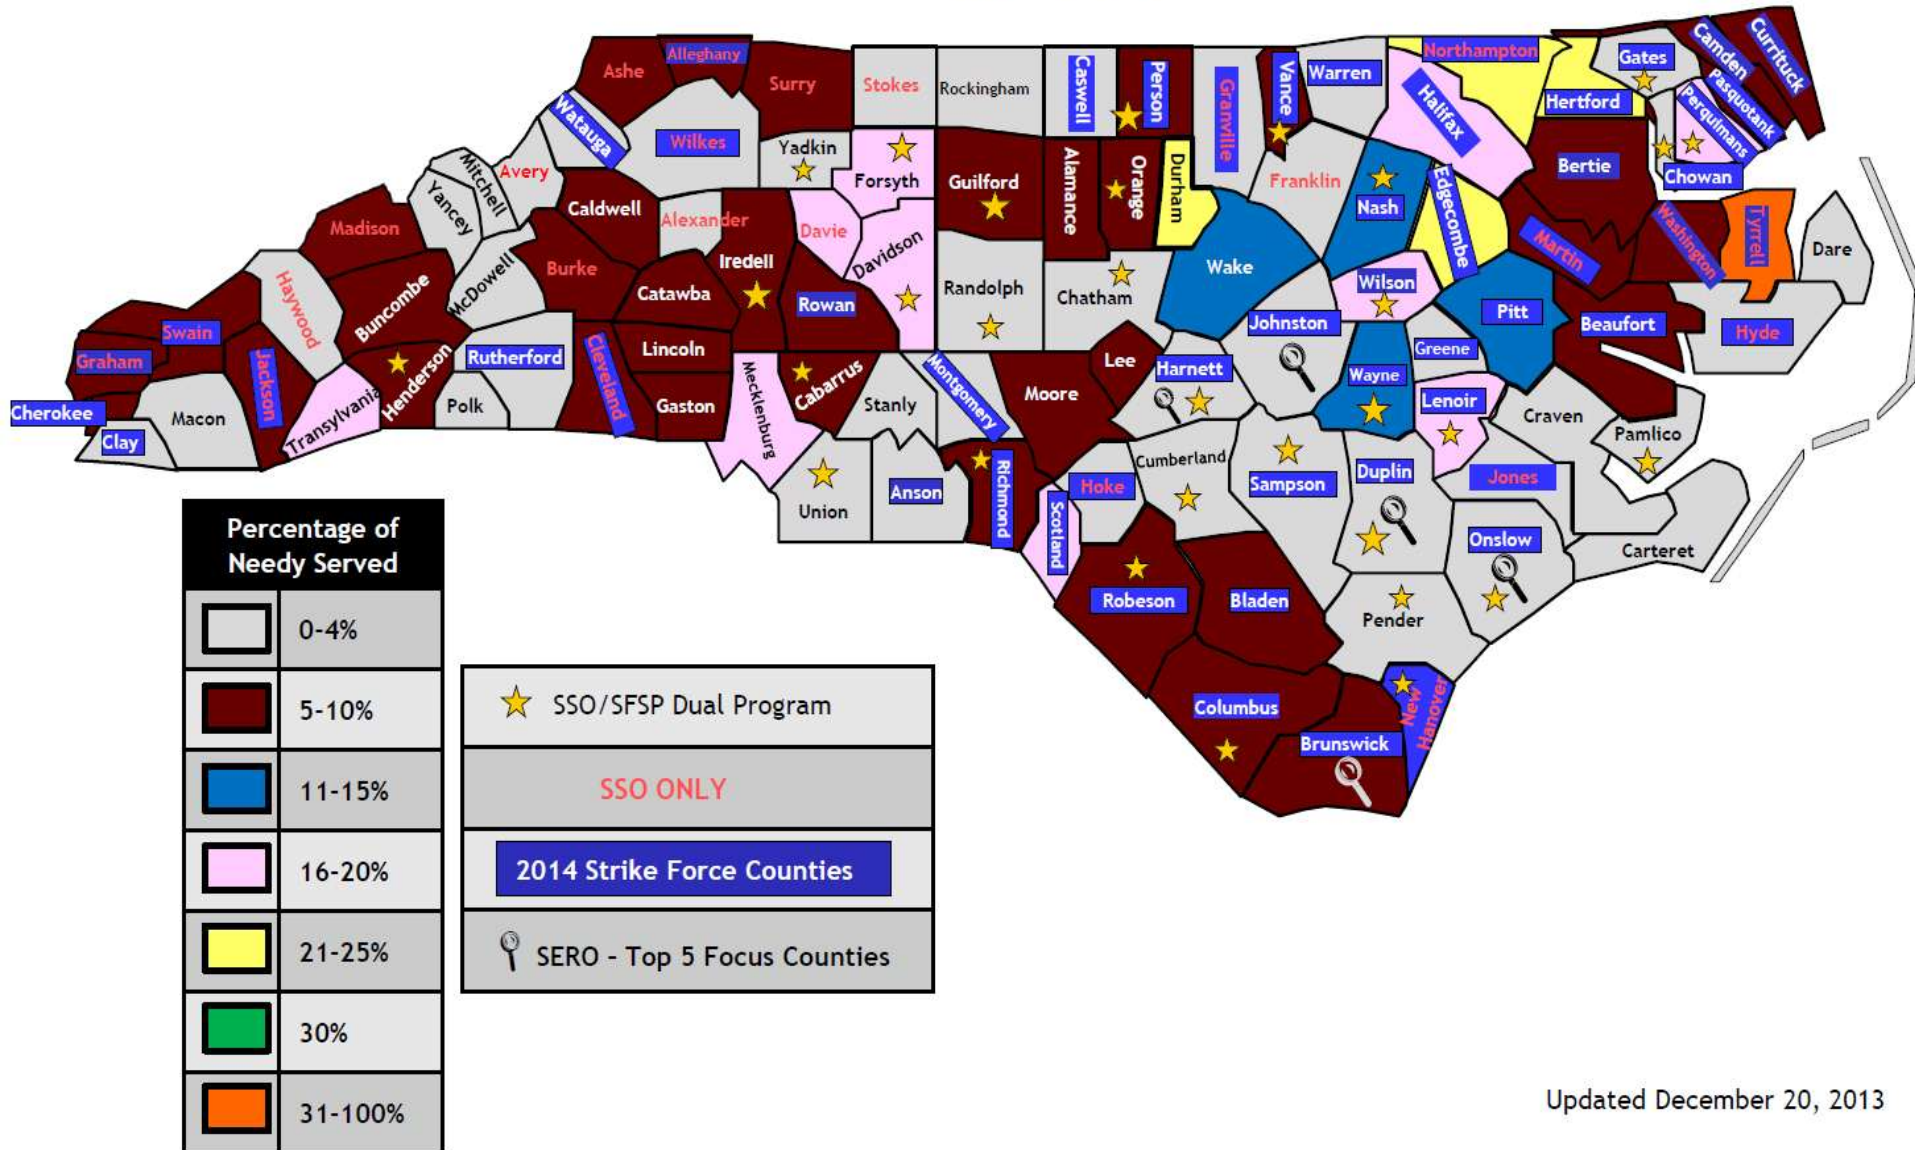 Ashe
Alleghany
Surry
Stokes
Rockingham
Caswell
Person
Granville
Vance
Warren
Northampton
Halifax
Hertford
Gates
Camden
Currituck
Pasquotank
Perquimans
Chowan
Watauga
Wilkes
Yadkin
Forsyth
Guilford
Alamance
Orange
Durham
Franklin
Nash
Edgecombe
Bertie
Mitchell
Avery
Yancey
Caldwell
Alexander
Davie
Davidson
Madison
Haywood
Buncombe
McDowell
Burke
Catawba
Iredell
Rowan
Randolph
Chatham
Wake
Wilson
Martin
Washington
Tyrrell
Dare
Swain
Graham
Jackson
Henderson
Rutherford
Cleveland
Lincoln
Gaston
Mecklenburg
Cabarrus
Stanly
Montgomery
Moore
Lee
Harnett
Johnston
Wayne
Greene
Pitt
Beaufort
Hyde
Cherokee
Clay
Macon
Transylvania
Polk
Lenoir
Craven
Pamlico
Union
Anson
Richmond
Scotland
Hoke
Cumberland
Sampson
Duplin
Jones
Onslow
Carteret
Robeson
Bladen
Pender
Columbus
Brunswick
New
Hanover
Percentage of
Needy Served
0-4%
5-10%
11-15%
16-20%
21-25%
30%
31-100%
SSO/SFSP Dual Program
SSO ONLY
2014 Strike Force Counties
SERO - Top 5 Focus Counties
Updated December 20, 2013